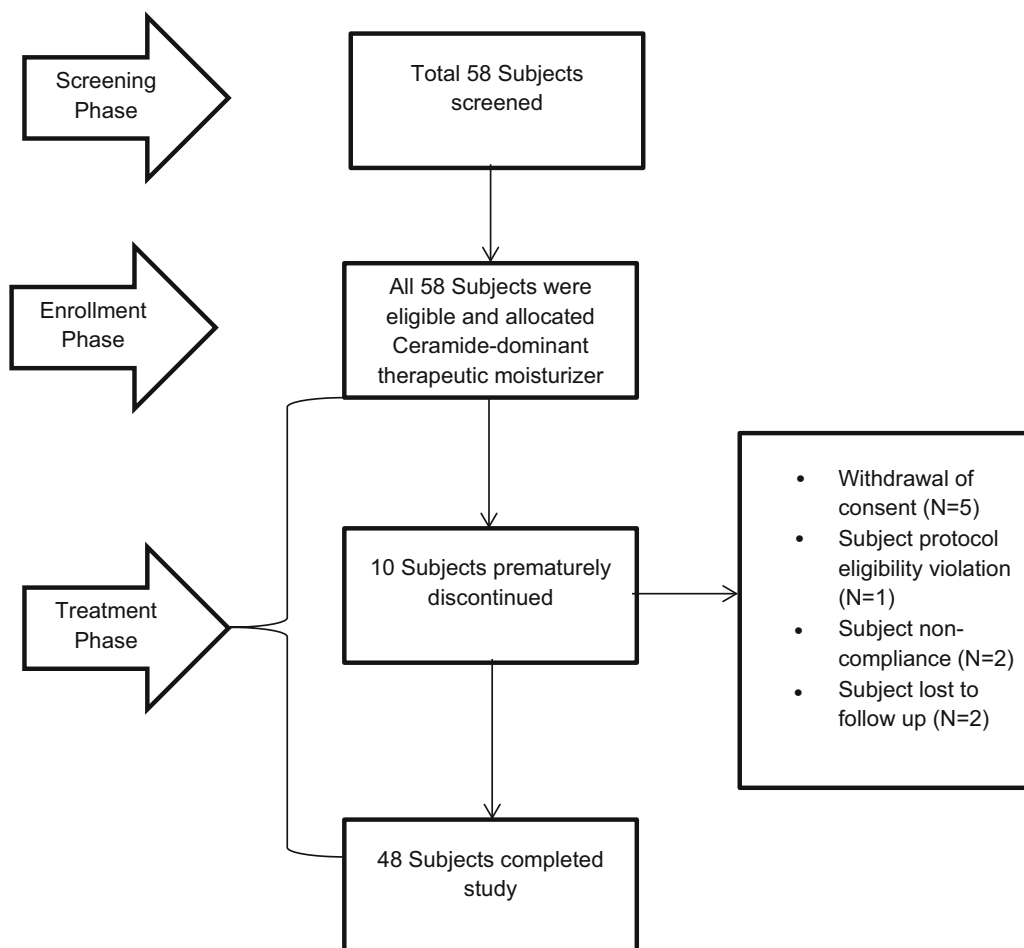 Screening
Phase
Total 58 Subjects
screened
Enrollment
Phase
All 58 Subjects were
eligible and allocated
Ceramide-dominant
therapeutic moisturizer
Treatment
Phase
10 Subjects prematurely
discontinued
• Withdrawal of
consent (N=5)
• Subject protocol
eligibility violation
(N=1)
• Subject non-
compliance (N=2)
• Subject lost to
follow up (N=2)
48 Subjects completed
study